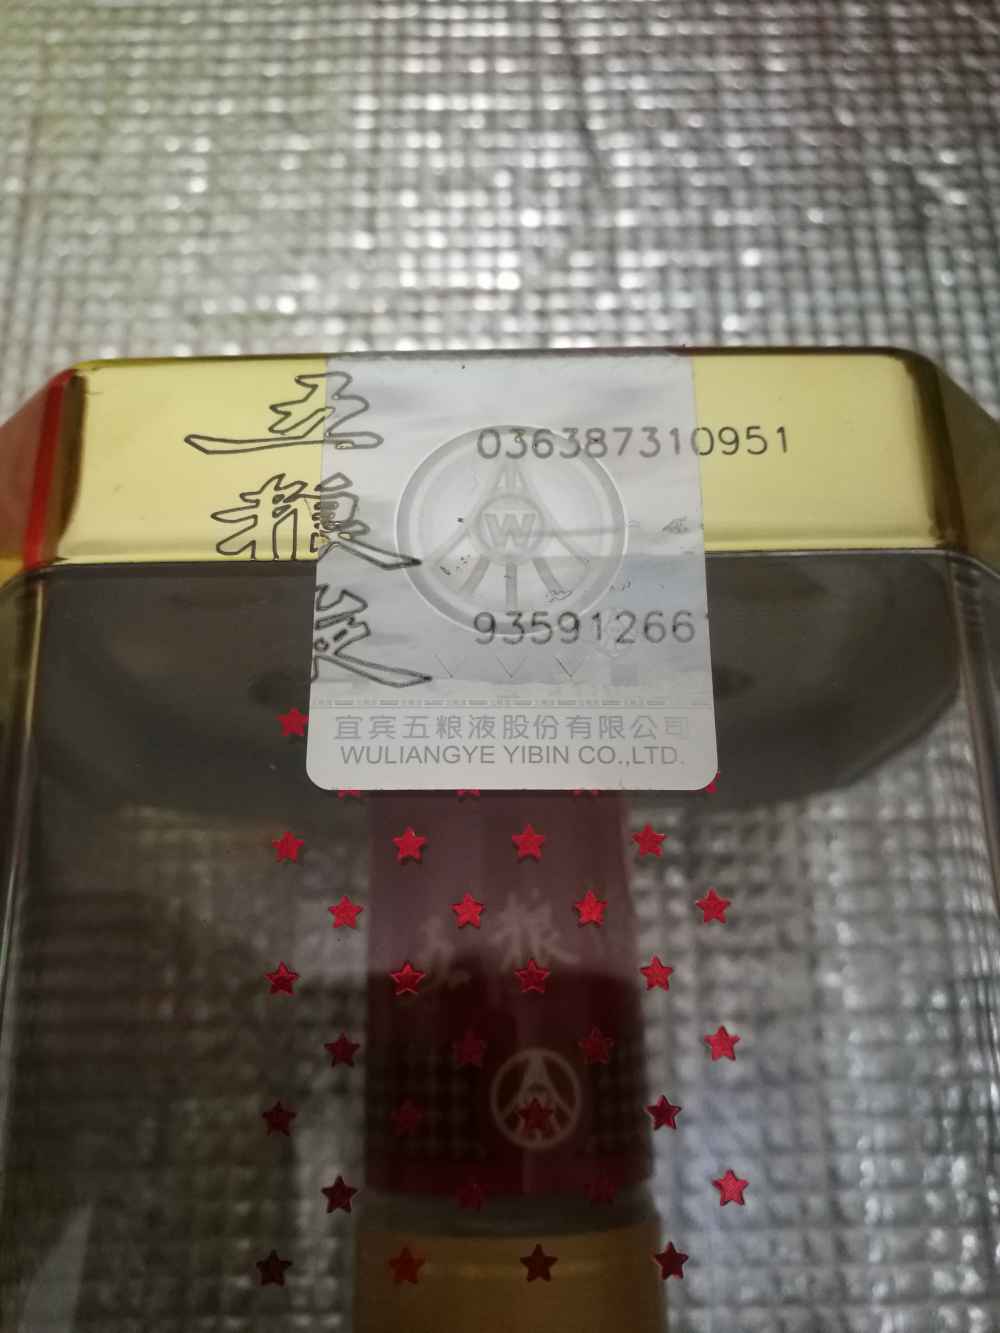 五粮液
036387310951
W
935912661
宜宾五粮液股份有限公司
WULIANGYE YIBIN CO.,LTD.
五粮